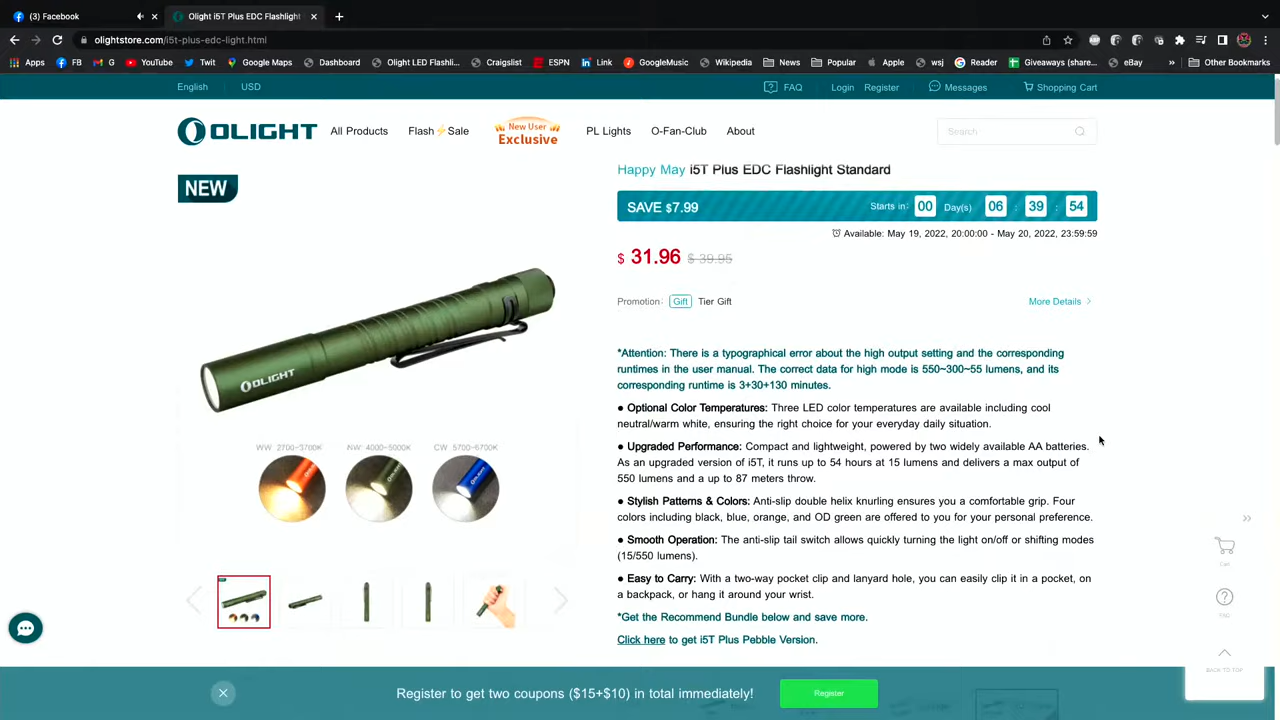 (3) Facebook
Olight i5T Plus EDC Flashlight
olightstore.com/i5t-plus-edc-light.html
Apps FB G YouTube Twitter Google Maps Dashboard Olight LED Flashli... Craigslist ESPN Link GoogleMusic Wikipedia News Popular Apple wsj Reader Giveaways (share... eBay » Other Bookmarks
English USD FAQ Login Register Messages Shopping Cart
OLIGHT All Products Flash⚡Sale New User Exclusive PL Lights O-Fan-Club About Search
NEW
Happy May i5T Plus EDC Flashlight Standard
SAVE $7.99 Starts in: 00 Day(s) 06 : 39 : 54
Available: May 19, 2022, 20:00:00 - May 20, 2022, 23:59:59
$ 31.96 $ 39.95
Promotion: Gift Tier Gift More Details >
*Attention: There is a typographical error about the high output setting and the corresponding
runtimes in the user manual. The correct data for high mode is 550~300~55 lumens, and its
corresponding runtime is 3+30+130 minutes.
● Optional Color Temperatures: Three LED color temperatures are available including cool
neutral/warm white, ensuring the right choice for your everyday daily situation.
● Upgraded Performance: Compact and lightweight, powered by two widely available AA batteries.
As an upgraded version of i5T, it runs up to 54 hours at 15 lumens and delivers a max output of
550 lumens and a up to 87 meters throw.
● Stylish Patterns & Colors: Anti-slip double helix knurling ensures you a comfortable grip. Four
colors including black, blue, orange, and OD green are offered to you for your personal preference.
● Smooth Operation: The anti-slip tail switch allows quickly turning the light on/off or shifting modes
(15/550 lumens).
● Easy to Carry: With a two-way pocket clip and lanyard hole, you can easily clip it in a pocket, on
a backpack, or hang it around your wrist.
*Get the Recommend Bundle below and save more.
Click here to get i5T Plus Pebble Version.
OLIGHT
WW: 2700~3700K NW: 4000~5000K CW: 5700~6700K
Cart
FAQ
BACK TO TOP
Register to get two coupons ($15+$10) in total immediately! Register